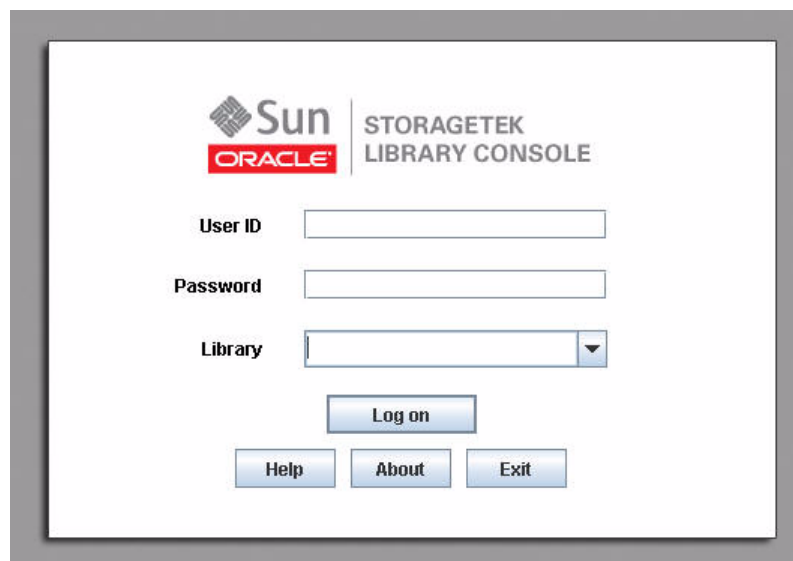 Sun
ORACLE
STORAGETEK
LIBRARY CONSOLE
User ID
Password
Library
Log on
Help About Exit